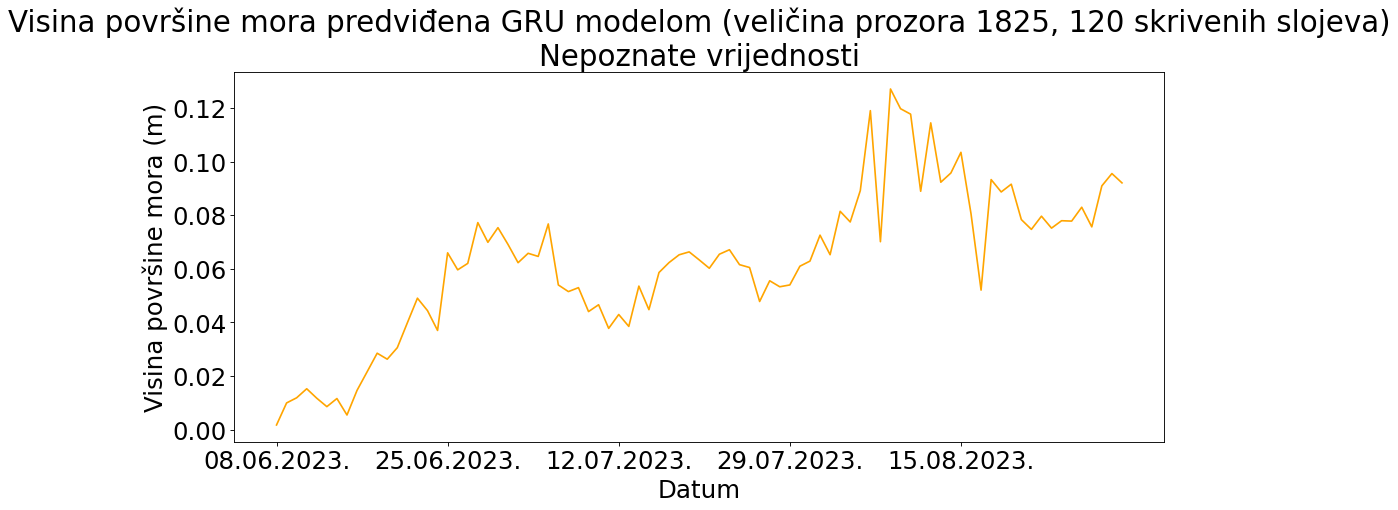 Visina površine mora predviđena GRU modelom (veličina prozora 1825, 120 skrivenih slojeva)
Nepoznate vrijednosti
Visina površine mora (m)
0.12
0.10
0.08
0.06
0.04
0.02
0.00
08.06.2023. 25.06.2023. 12.07.2023. 29.07.2023. 15.08.2023.
Datum